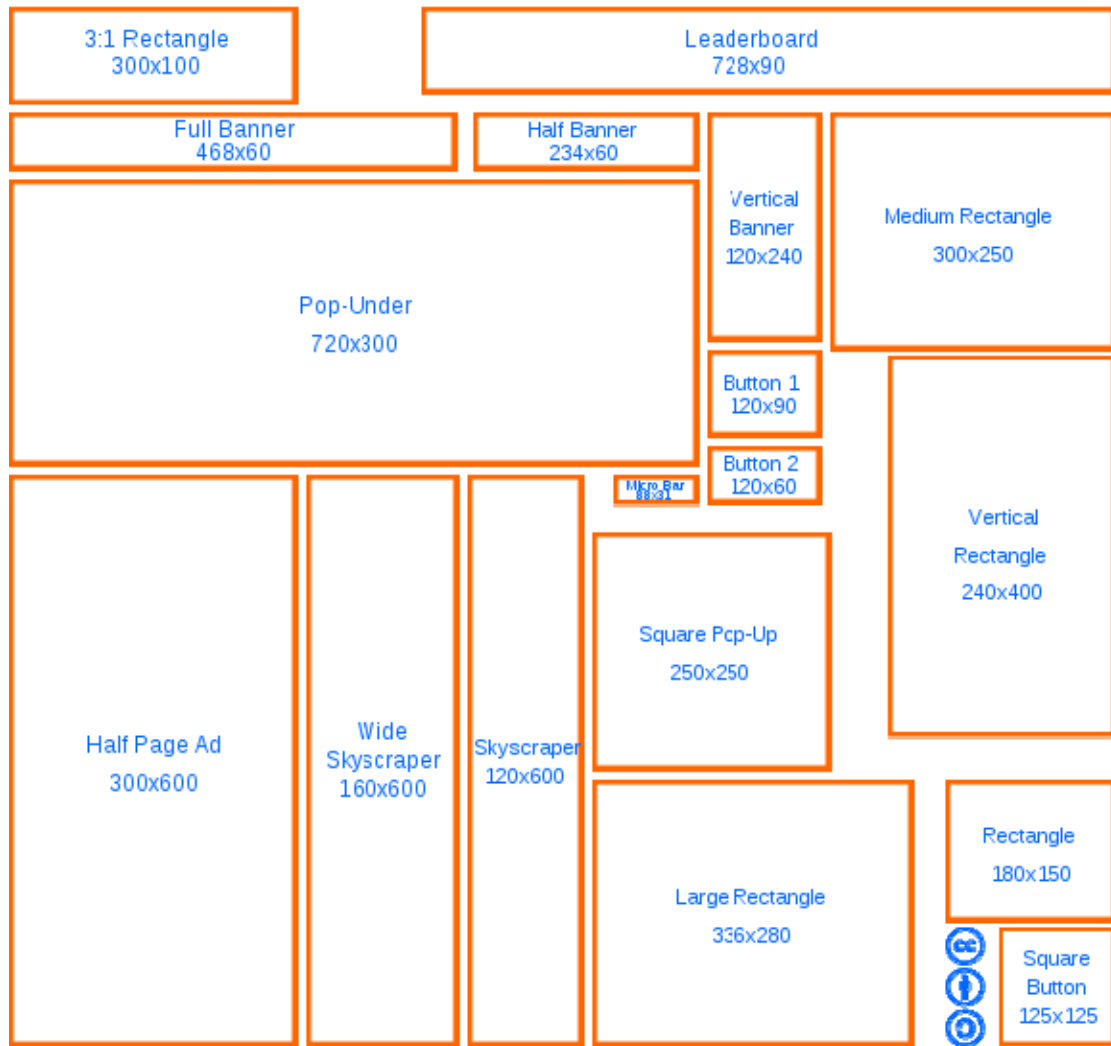 3:1 Rectangle
300x100
Leaderboard
728x90
Full Banner
468x60
Half Banner
234x60
Vertical
Banner
120x240
Medium Rectangle
300x250
Pop-Under
720x300
Button 1
120x90
Button 2
120x60
Micro Bar
88x31
Vertical
Rectangle
240x400
Square Pop-Up
250x250
Half Page Ad
300x600
Wide
Skyscraper
160x600
Skyscraper
120x600
Large Rectangle
336x280
Rectangle
180x150
cc
Square
Button
125x125